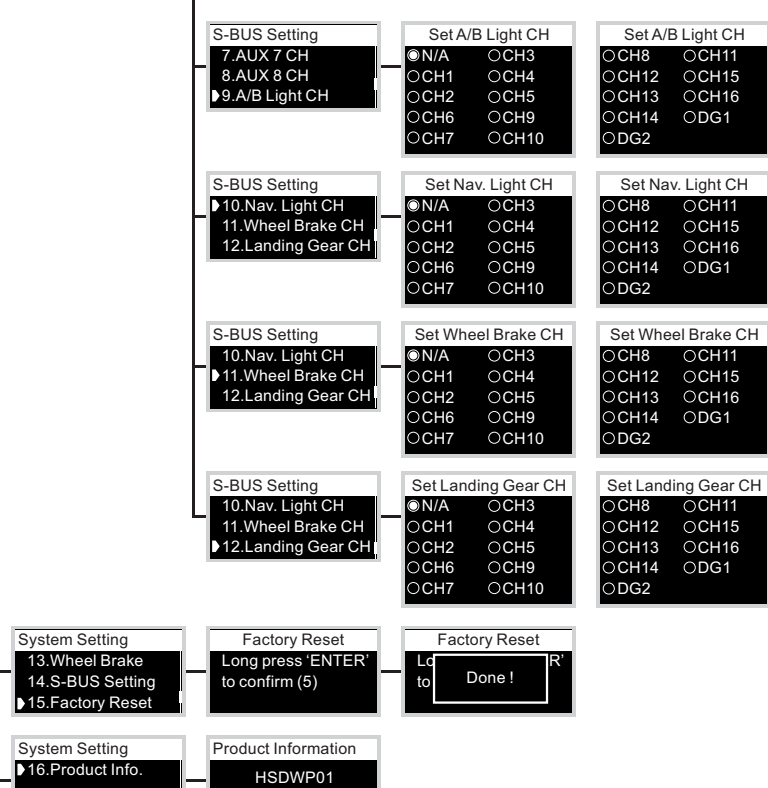 S-BUS Setting
7.AUX 7 CH
8.AUX 8 CH
9.A/B Light CH
Set A/B Light CH
N/A CH3
CH1 CH4
CH2 CH5
CH6 CH9
CH7 CH10
Set A/B Light CH
CH8 CH11
CH12 CH15
CH13 CH16
CH14 DG1
DG2
S-BUS Setting
10.Nav. Light CH
11.Wheel Brake CH
12.Landing Gear CH
Set Nav. Light CH
N/A CH3
CH1 CH4
CH2 CH5
CH6 CH9
CH7 CH10
Set Nav. Light CH
CH8 CH11
CH12 CH15
CH13 CH16
CH14 DG1
DG2
S-BUS Setting
10.Nav. Light CH
11.Wheel Brake CH
12.Landing Gear CH
Set Wheel Brake CH
N/A CH3
CH1 CH4
CH2 CH5
CH6 CH9
CH7 CH10
Set Wheel Brake CH
CH8 CH11
CH12 CH15
CH13 CH16
CH14 DG1
DG2
S-BUS Setting
10.Nav. Light CH
11.Wheel Brake CH
12.Landing Gear CH
Set Landing Gear CH
N/A CH3
CH1 CH4
CH2 CH5
CH6 CH9
CH7 CH10
Set Landing Gear CH
CH8 CH11
CH12 CH15
CH13 CH16
CH14 DG1
DG2
System Setting
13.Wheel Brake
14.S-BUS Setting
15.Factory Reset
Factory Reset
Long press ‘ENTER’
to confirm (5)
Factory Reset
Lo R’
to
Done !
System Setting
16.Product Info.
Product Information
HSDWP01